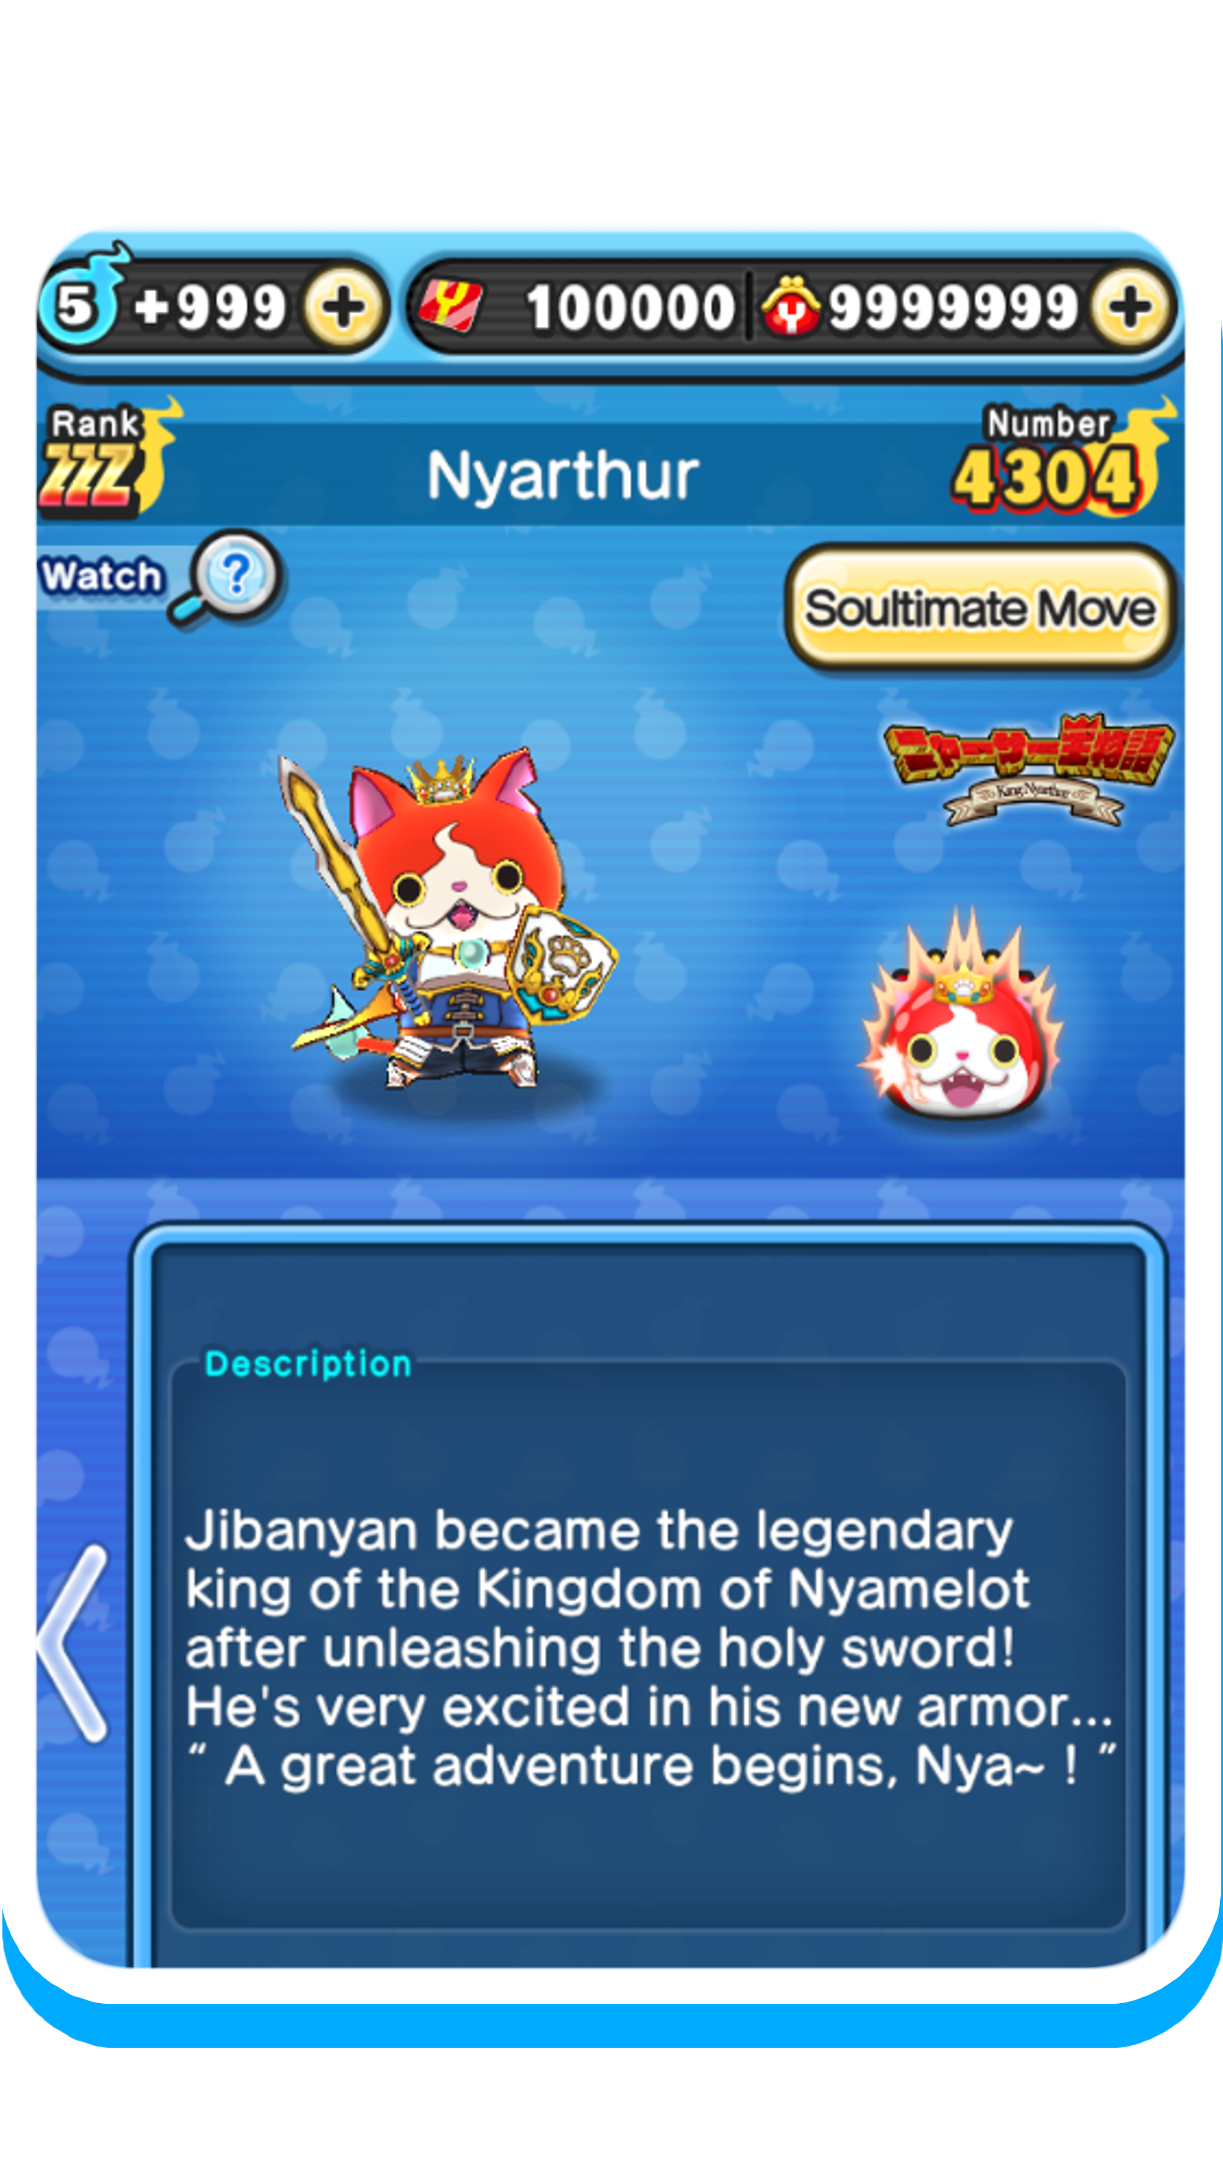 5 +999 100000 9999999
Rank ZZZ
Nyarthur
Number 4304
Watch
Soultimate Move
ニャーサー王物語
King Nyarthur
Description
Jibanyan became the legendary
king of the Kingdom of Nyamelot
after unleashing the holy sword!
He's very excited in his new armor...
“ A great adventure begins, Nya~ ! ”